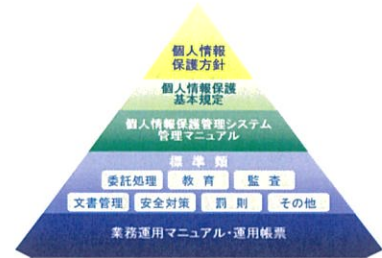 個人情報
保護方針
個人情報保護
基本規定
個人情報保護管理システム
管理マニュアル
標準類
委託処理 教育 監査
文書管理 安全対策 罰則 その他
業務運用マニュアル・運用帳票